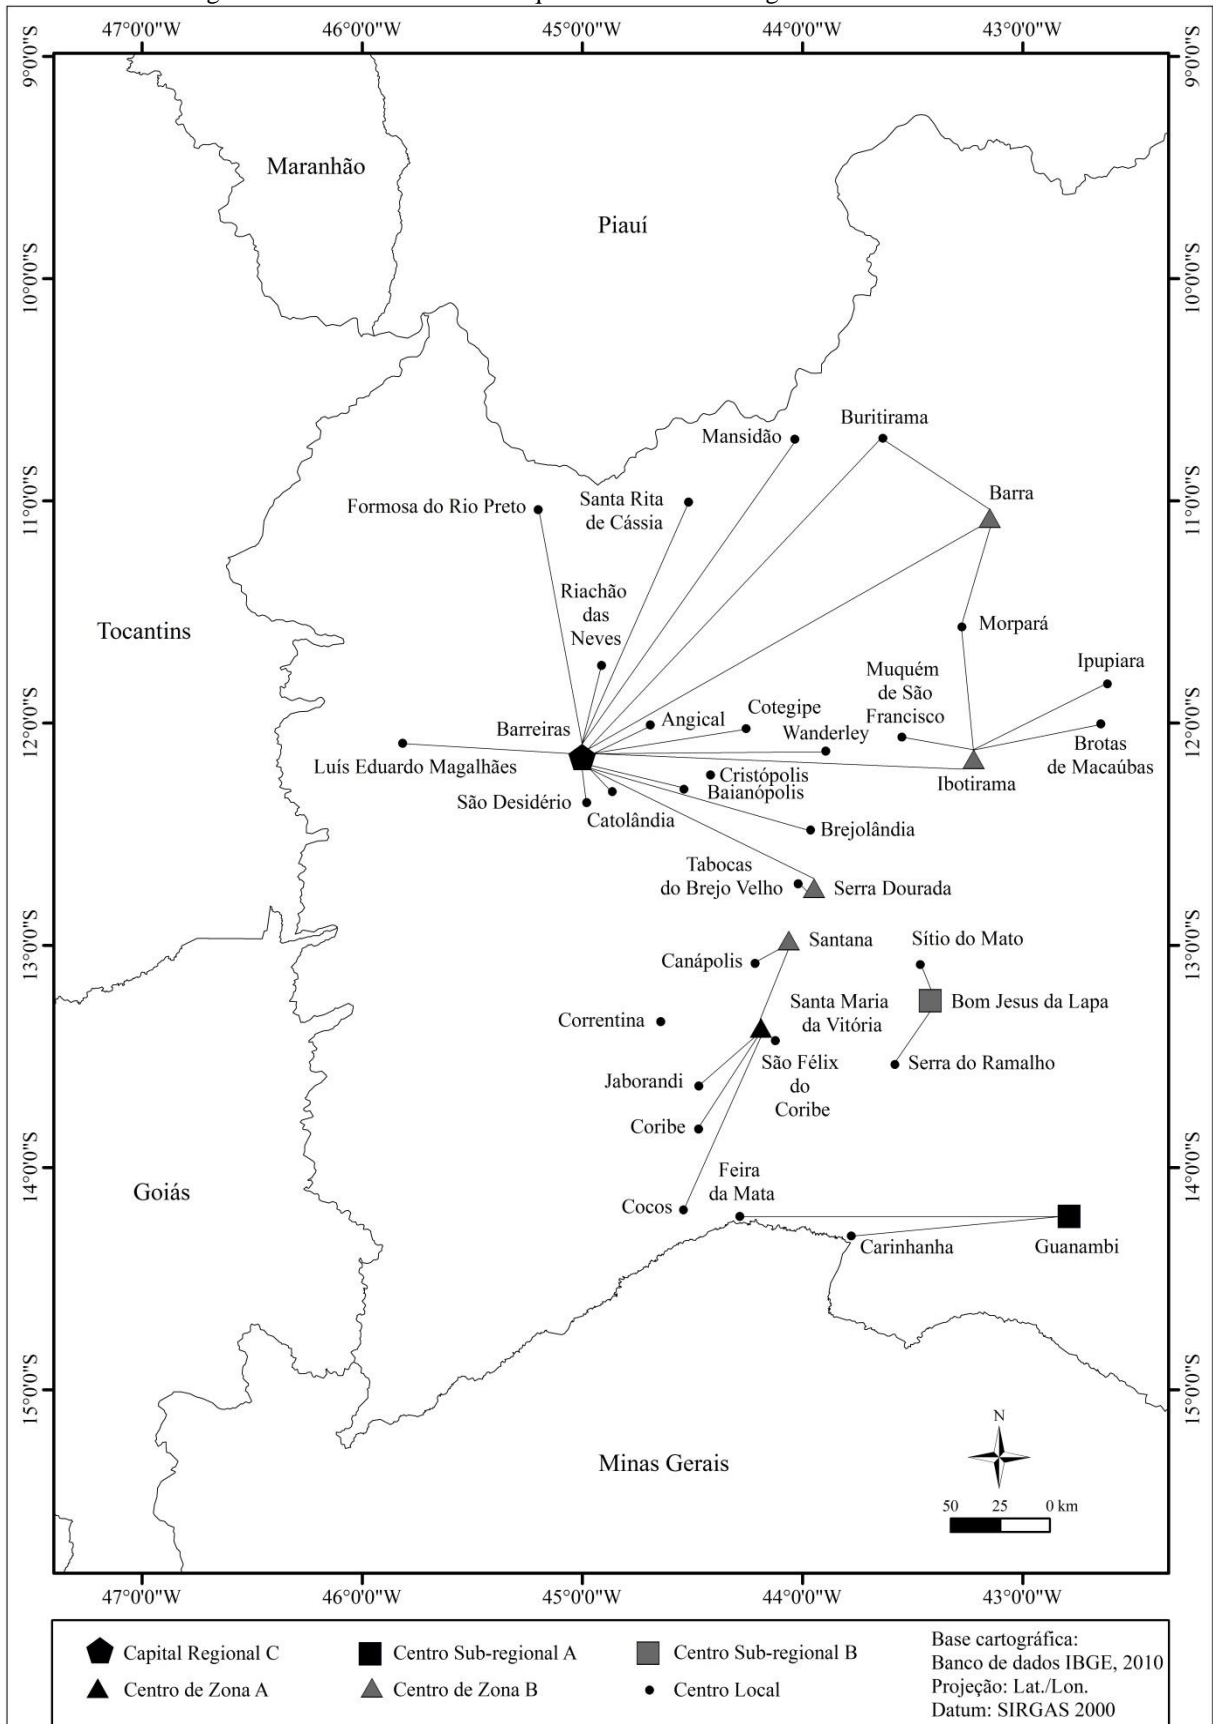 47°0'0"W 46°0'0"W 45°0'0"W 44°0'0"W 43°0'0"W
9°0'0"S 9°0'0"S
Maranhão
Piauí
10°0'0"S 10°0'0"S
Buritirama
Mansidão
Barra
Santa Rita
de Cássia
Formosa do Rio Preto
11°0'0"S 11°0'0"S
Riachão
das
Neves
Tocantins
Morpará
Ipupiara
Muquém
de São
Francisco
Cotegipe
Angical
Barreiras
Wanderley
12°0'0"S 12°0'0"S
Brotas
de Macaúbas
Luís Eduardo Magalhães
Cristópolis
Ibotirama
Baianópolis
São Desidério
Catolândia
Brejolândia
Tabocas
do Brejo Velho
Serra Dourada
Santana
Sítio do Mato
13°0'0"S 13°0'0"S
Canápolis
Santa Maria
da Vitória
Bom Jesus da Lapa
Correntina
São Félix
do
Coribe
Serra do Ramalho
Jaborandi
Coribe
14°0'0"S 14°0'0"S
Goiás
Feira
da Mata
Cocos
Carinhanha
Guanambi
15°0'0"S 15°0'0"S
N
Minas Gerais
50 25 0 km
47°0'0"W 46°0'0"W 45°0'0"W 44°0'0"W 43°0'0"W
Capital Regional C
Centro Sub-regional A
Centro Sub-regional B
Centro de Zona A
Centro de Zona B
Centro Local
Base cartográfica:
Banco de dados IBGE, 2010
Projeção: Lat./Lon.
Datum: SIRGAS 2000